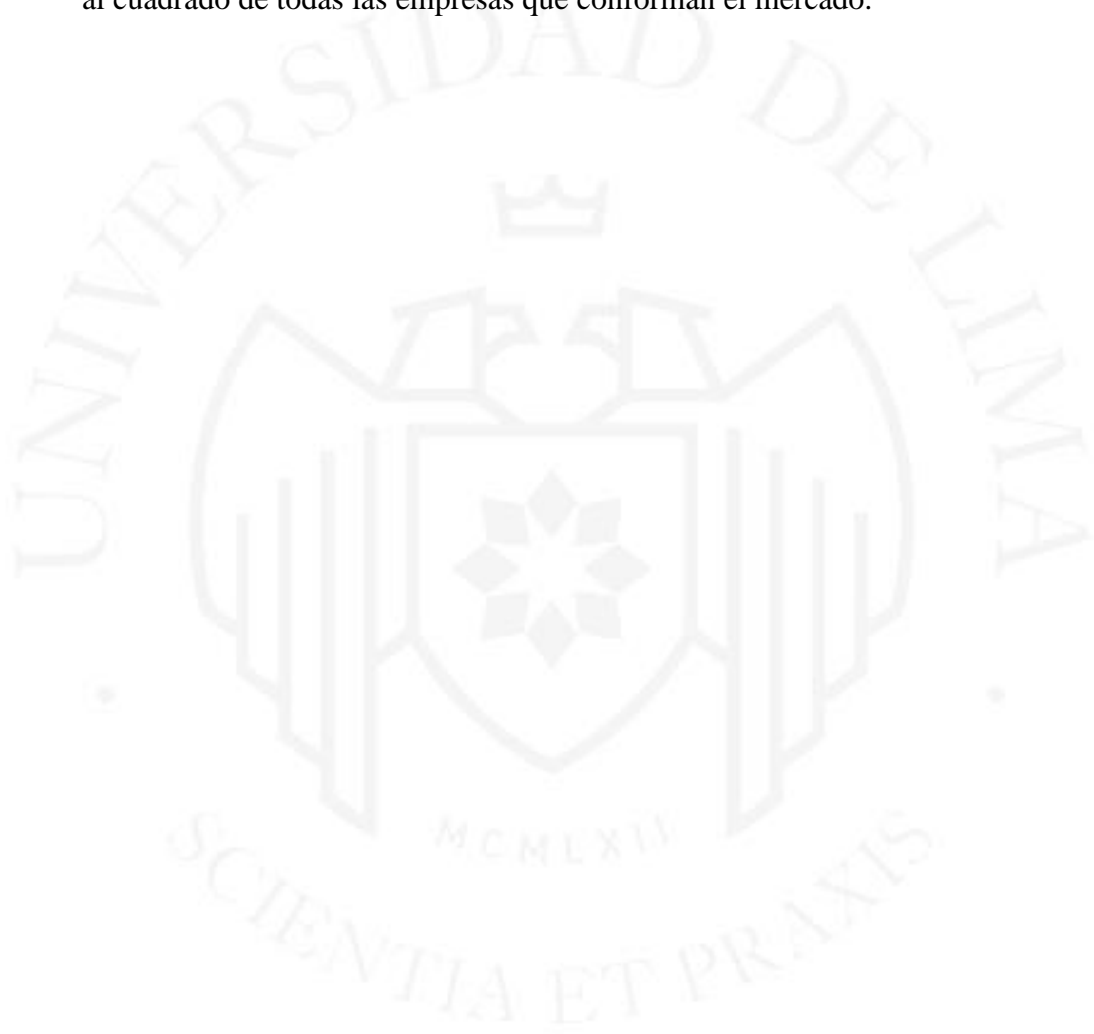 al cuadrado de todas las empresas que conforman el mercado.
UNIVERSIDAD DE LIMA
MCMLXII
SCIENTIA ET PRAXIS